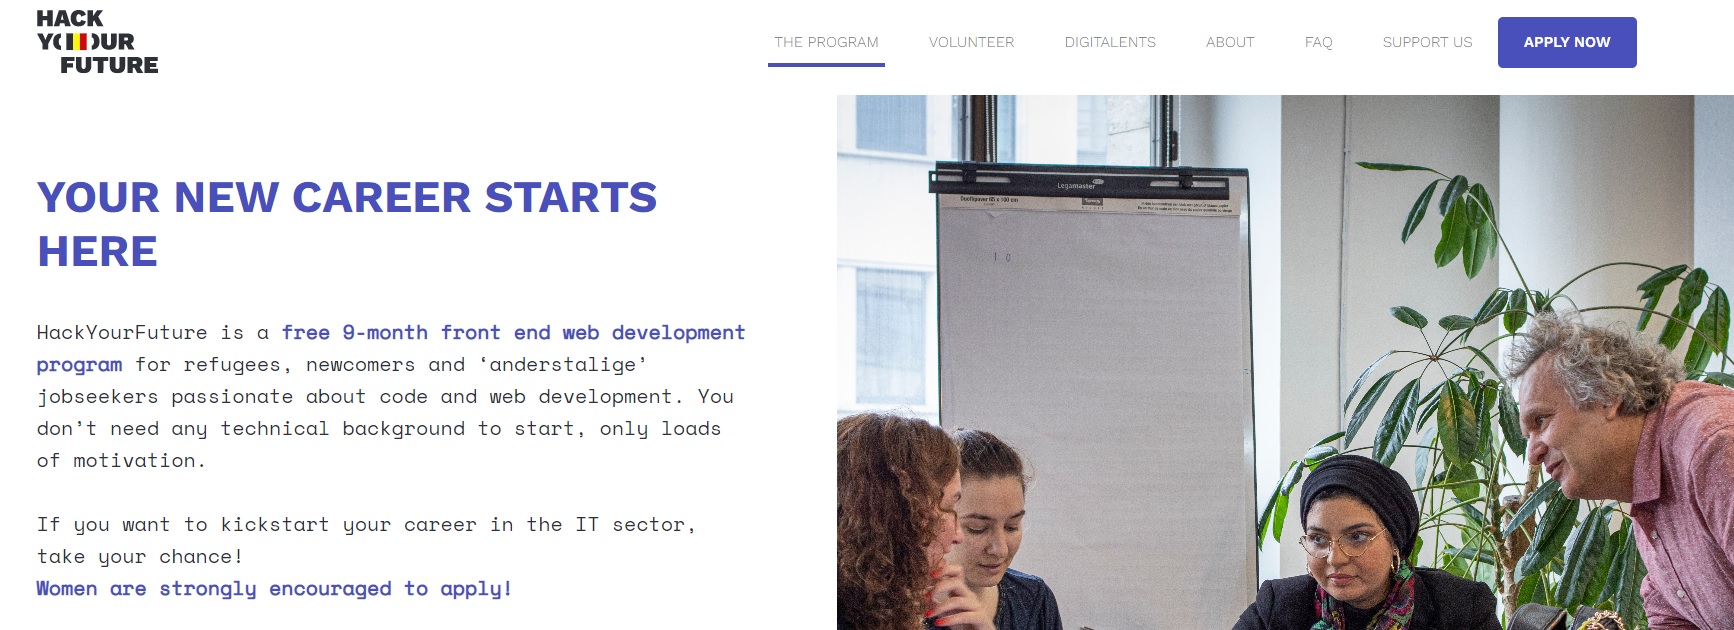 HACK
YOUR
FUTURE
THE PROGRAM VOLUNTEER DIGITALENTS ABOUT FAQ SUPPORT US APPLY NOW
YOUR NEW CAREER STARTS
HERE
HackYourFuture is a free 9-month front end web development
program for refugees, newcomers and ‘anderstalige’
jobseekers passionate about code and web development. You
don’t need any technical background to start, only loads
of motivation.
If you want to kickstart your career in the IT sector,
take your chance!
Women are strongly encouraged to apply!
Legamaster